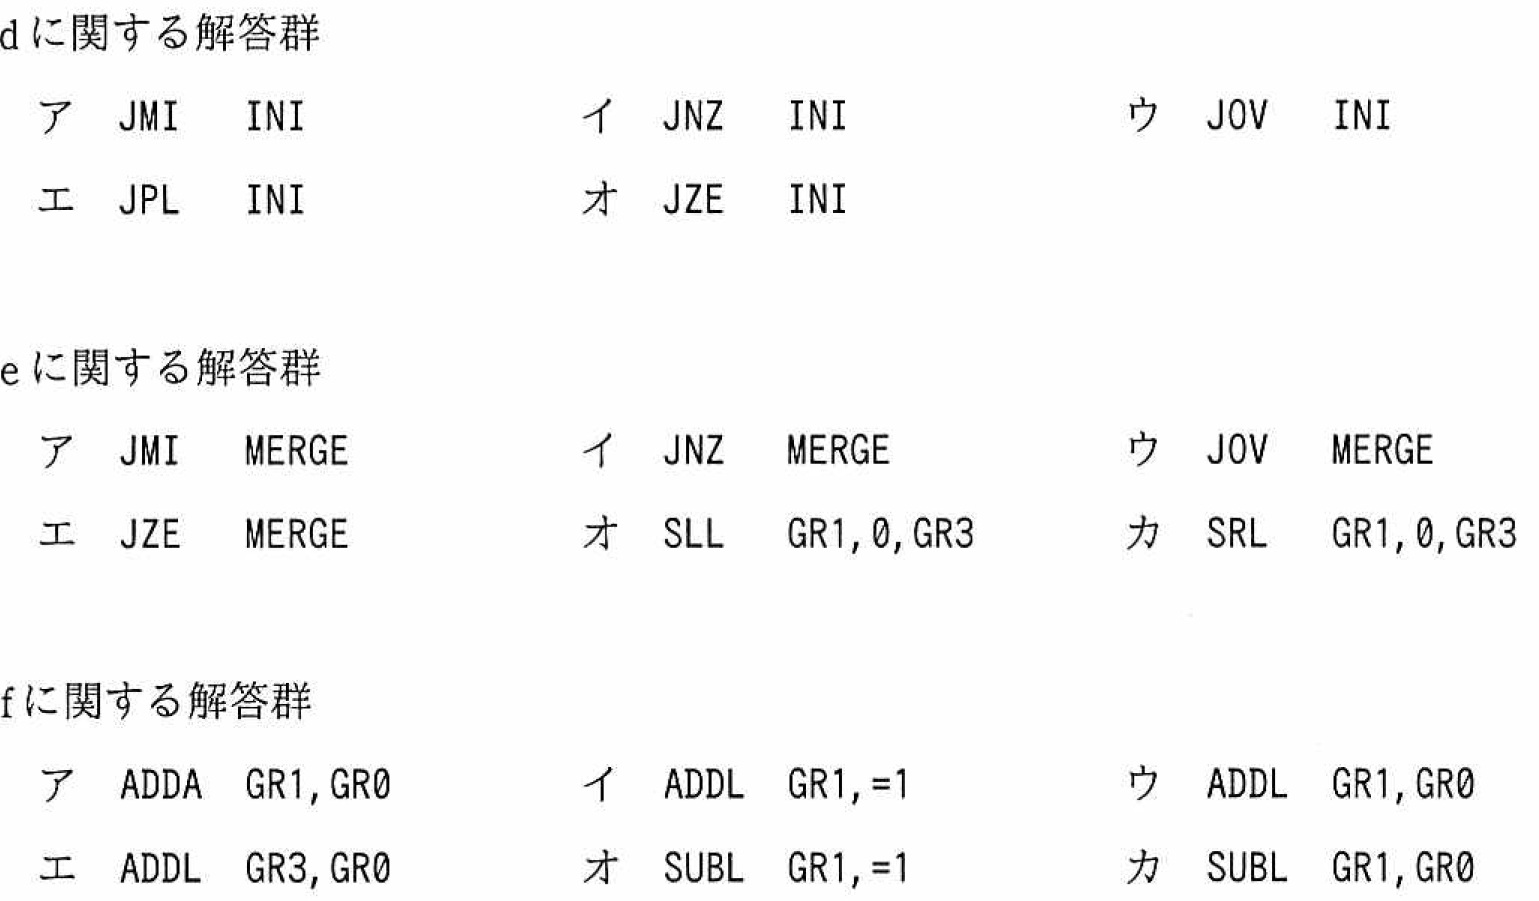 dに関する解答群
ア JMI INI イ JNZ INI ウ JOV INI
エ JPL INI オ JZE INI
eに関する解答群
ア JMI MERGE イ JNZ MERGE ウ JOV MERGE
エ JZE MERGE オ SLL GR1,0,GR3 カ SRL GR1,0,GR3
fに関する解答群
ア ADDA GR1,GR0 イ ADDL GR1,=1 ウ ADDL GR1,GR0
エ ADDL GR3,GR0 オ SUBL GR1,=1 カ SUBL GR1,GR0